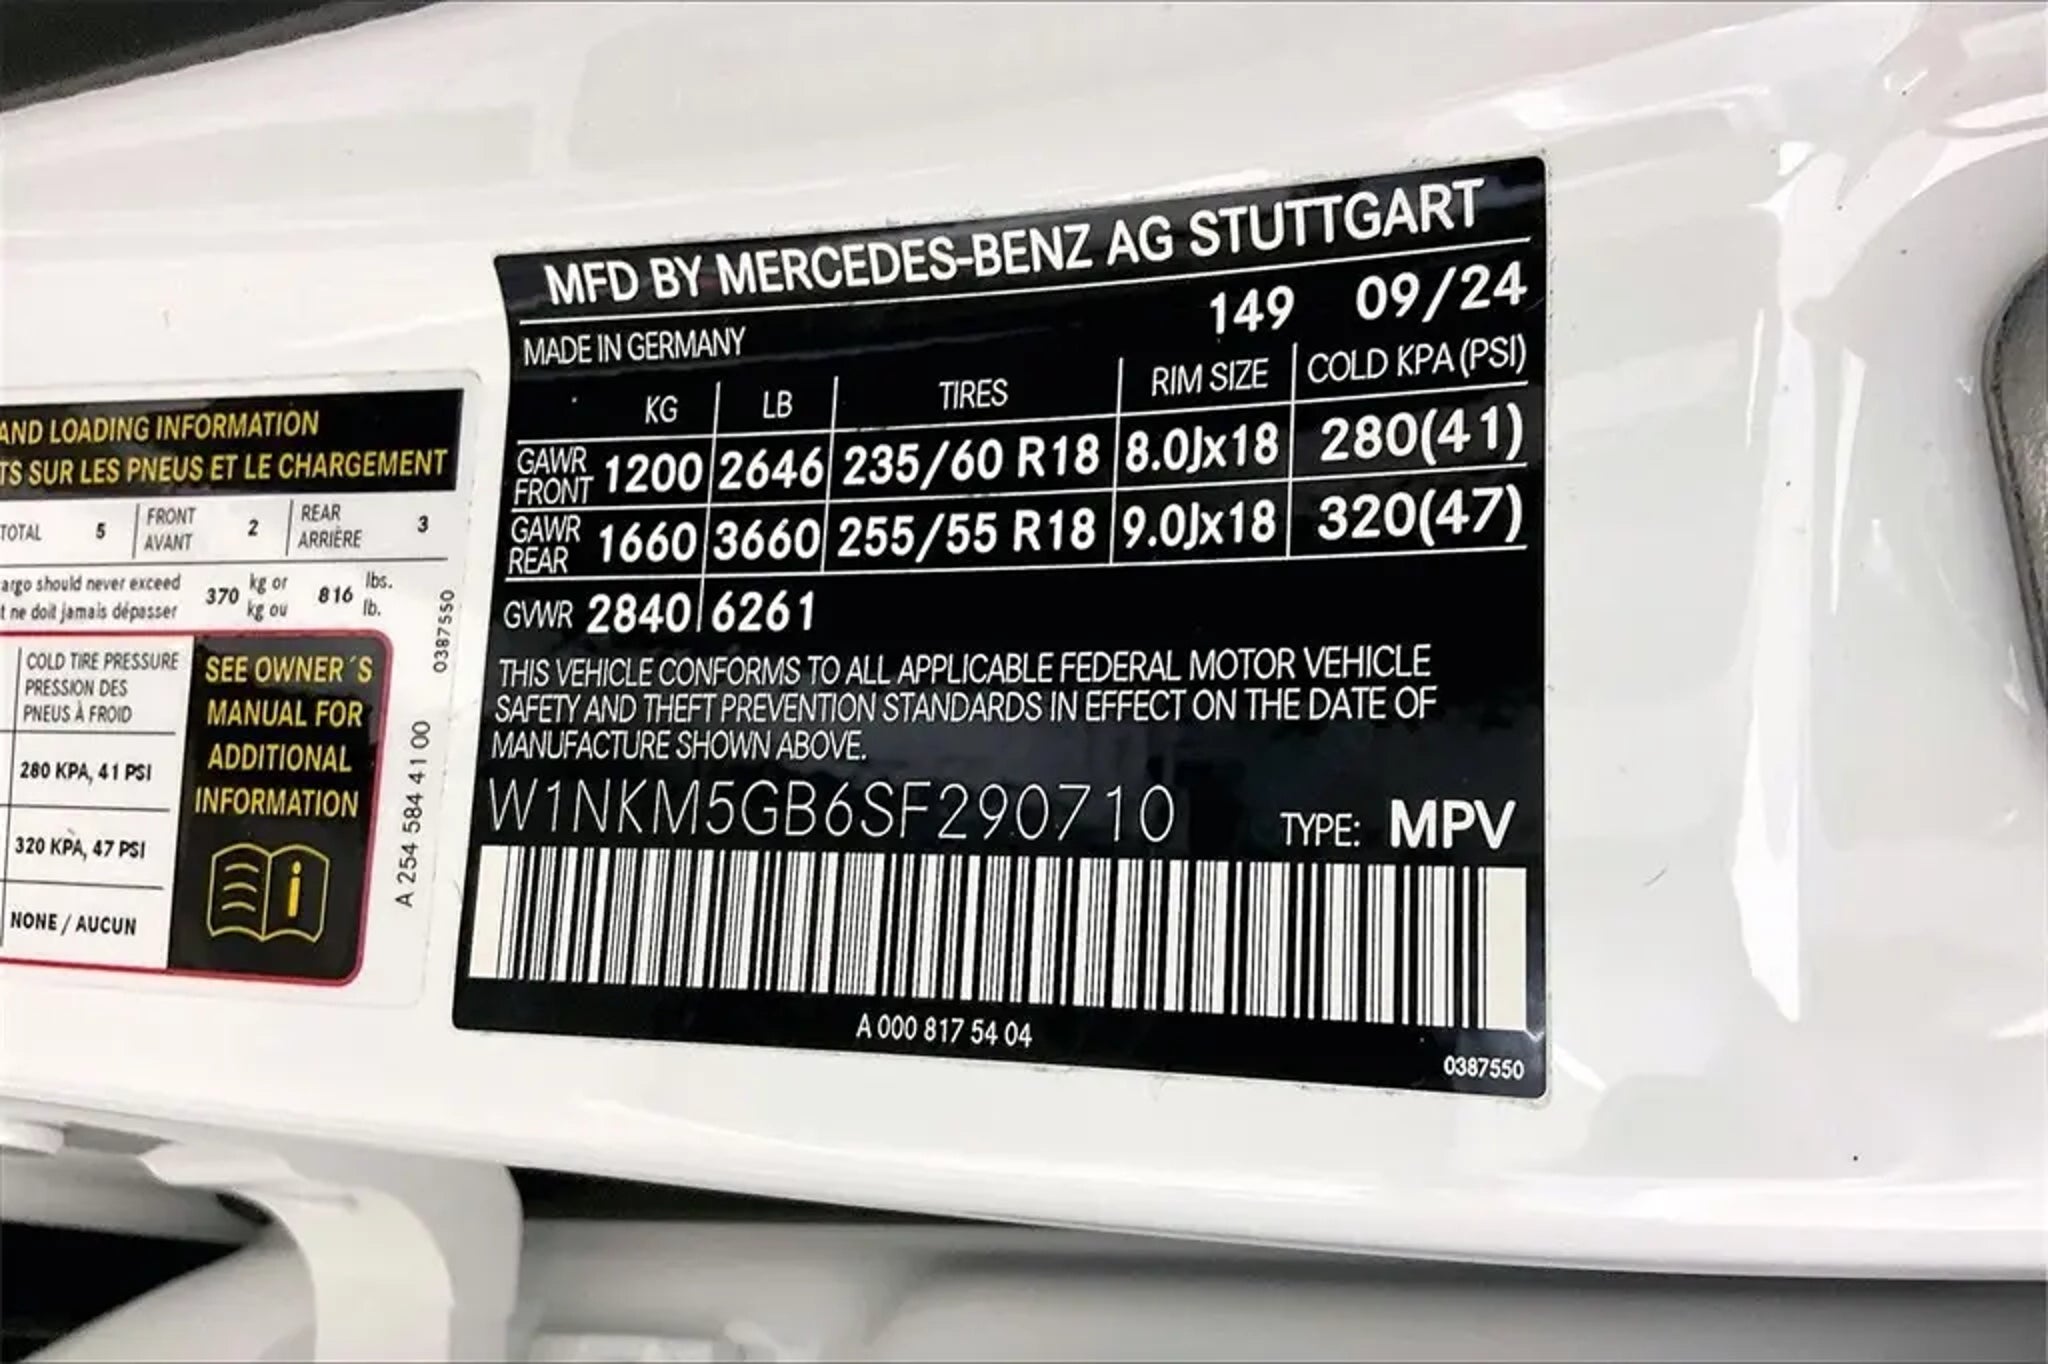 MFD BY MERCEDES-BENZ AG STUTTGART
MADE IN GERMANY 149 09/24
KG LB TIRES RIM SIZE COLD KPA (PSI)
GAWR FRONT 1200 2646 235/60 R18 8.0Jx18 280(41)
GAWR REAR 1660 3660 255/55 R18 9.0Jx18 320(47)
GVWR 2840 6261
THIS VEHICLE CONFORMS TO ALL APPLICABLE FEDERAL MOTOR VEHICLE
SAFETY AND THEFT PREVENTION STANDARDS IN EFFECT ON THE DATE OF
MANUFACTURE SHOWN ABOVE.
W1NKM5GB6SF290710 TYPE: MPV
A 000 817 54 04
0387550
AND LOADING INFORMATION
SUR LES PNEUS ET LE CHARGEMENT
TOTAL 5 FRONT AVANT 2 REAR ARRIÈRE 3
should never exceed 370 kg or 816 lbs.
ne doit jamais dépasser kg ou lb.
COLD TIRE PRESSURE
PRESSION DES
PNEUS À FROID
280 KPA, 41 PSI
320 KPA, 47 PSI
NONE / AUCUN
SEE OWNER´S
MANUAL FOR
ADDITIONAL
INFORMATION
i
0387550
A 254 584 41 00